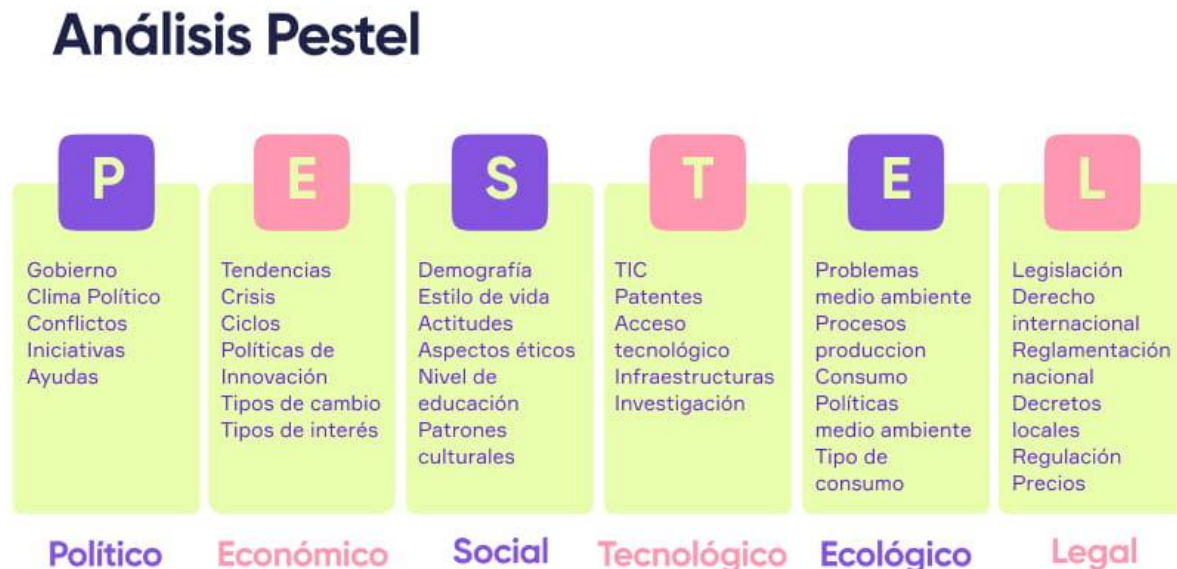 Análisis Pestel
P
Gobierno
Clima Político
Conflictos
Iniciativas
Ayudas
Político
E
Tendencias
Crisis
Ciclos
Políticas de
Innovación
Tipos de cambio
Tipos de interés
Económico
S
Demografía
Estilo de vida
Actitudes
Aspectos éticos
Nivel de
educación
Patrones
culturales
Social
T
TIC
Patentes
Acceso
tecnológico
Infraestructuras
Investigación
Tecnológico
E
Problemas
medio ambiente
Procesos
produccion
Consumo
Políticas
medio ambiente
Tipo de
consumo
Ecológico
L
Legislación
Derecho
internacional
Reglamentación
nacional
Decretos
locales
Regulación
Precios
Legal